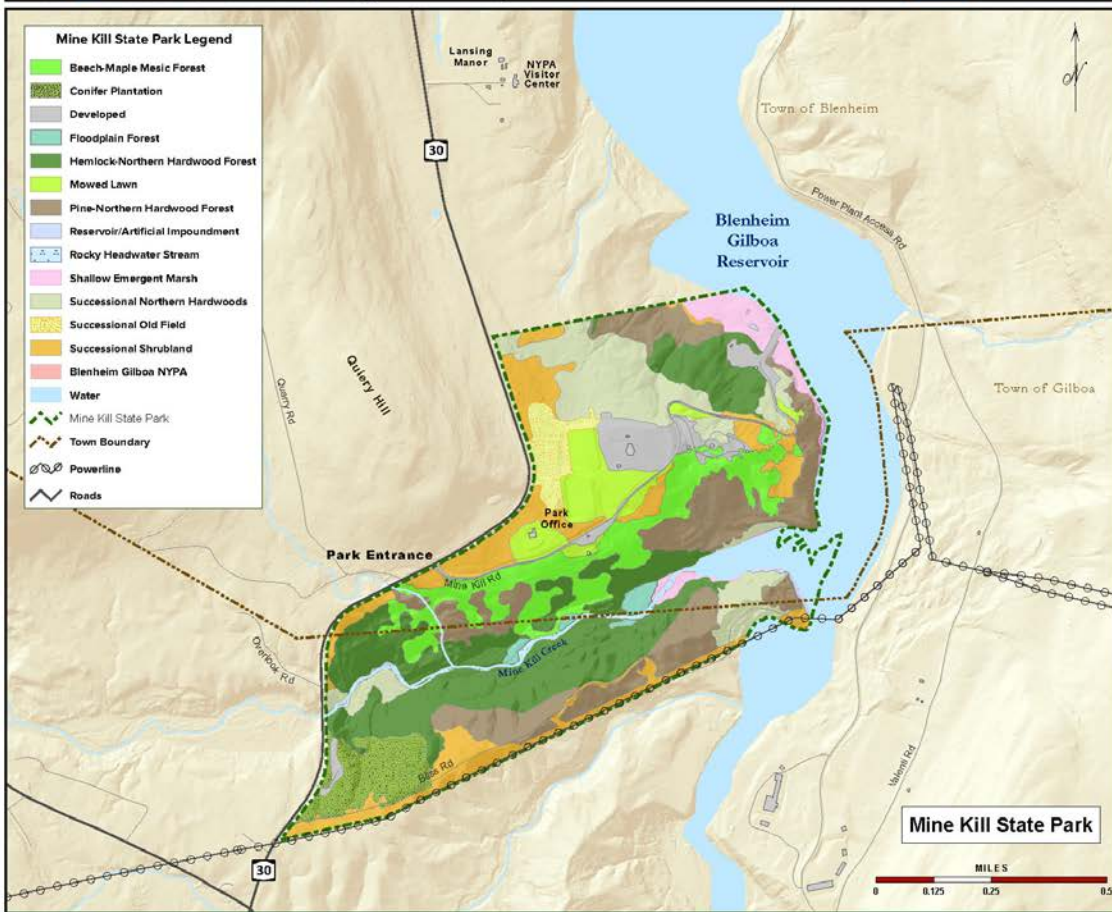 Mine Kill State Park Legend
Beech-Maple Mesic Forest
Conifer Plantation
Developed
Floodplain Forest
Hemlock-Northern Hardwood Forest
Mowed Lawn
Pine-Northern Hardwood Forest
Reservoir/Artificial Impoundment
Rocky Headwater Stream
Shallow Emergent Marsh
Successional Northern Hardwoods
Successional Old Field
Successional Shrubland
Blenheim Gilboa NYPA
Water
Mine Kill State Park
Town Boundary
Powerline
Roads
Lansing
Manor
NYPA
Visitor
Center
N
Town of Blenheim
30
Power Plant Access Rd
Blenheim
Gilboa
Reservoir
Quarry Rd
Quiery Hill
Town of Gilboa
Park
Office
Park Entrance
Mine Kill Rd
Overlook Rd
Mine Kill Creek
Bliss Rd
Valenti Rd
30
Mine Kill State Park
MILES
0 0.125 0.25 0.5